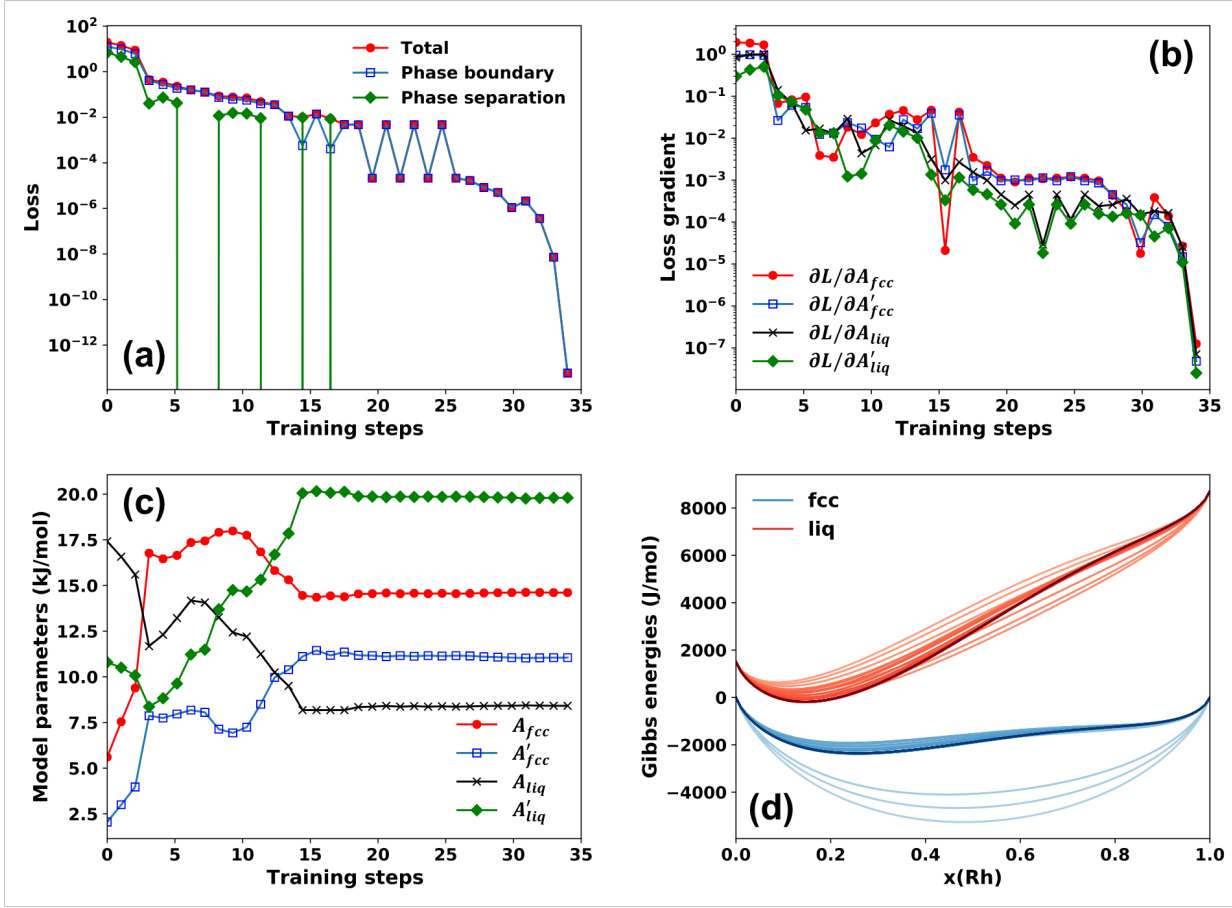 (a)
Loss
10^2
10^0
10^-2
10^-4
10^-6
10^-8
10^-10
10^-12
Total
Phase boundary
Phase separation
0 5 10 15 20 25 30 35
Training steps
(b)
Loss gradient
10^0
10^-1
10^-2
10^-3
10^-4
10^-5
10^-6
10^-7
∂L/∂A_fcc
∂L/∂A'_fcc
∂L/∂A_liq
∂L/∂A'_liq
0 5 10 15 20 25 30 35
Training steps
(c)
Model parameters (kJ/mol)
20.0
17.5
15.0
12.5
10.0
7.5
5.0
2.5
A_fcc
A'_fcc
A_liq
A'_liq
0 5 10 15 20 25 30 35
Training steps
fcc
liq
Gibbs energies (J/mol)
8000
6000
4000
2000
0
−2000
−4000
(d)
0.0 0.2 0.4 0.6 0.8 1.0
x(Rh)